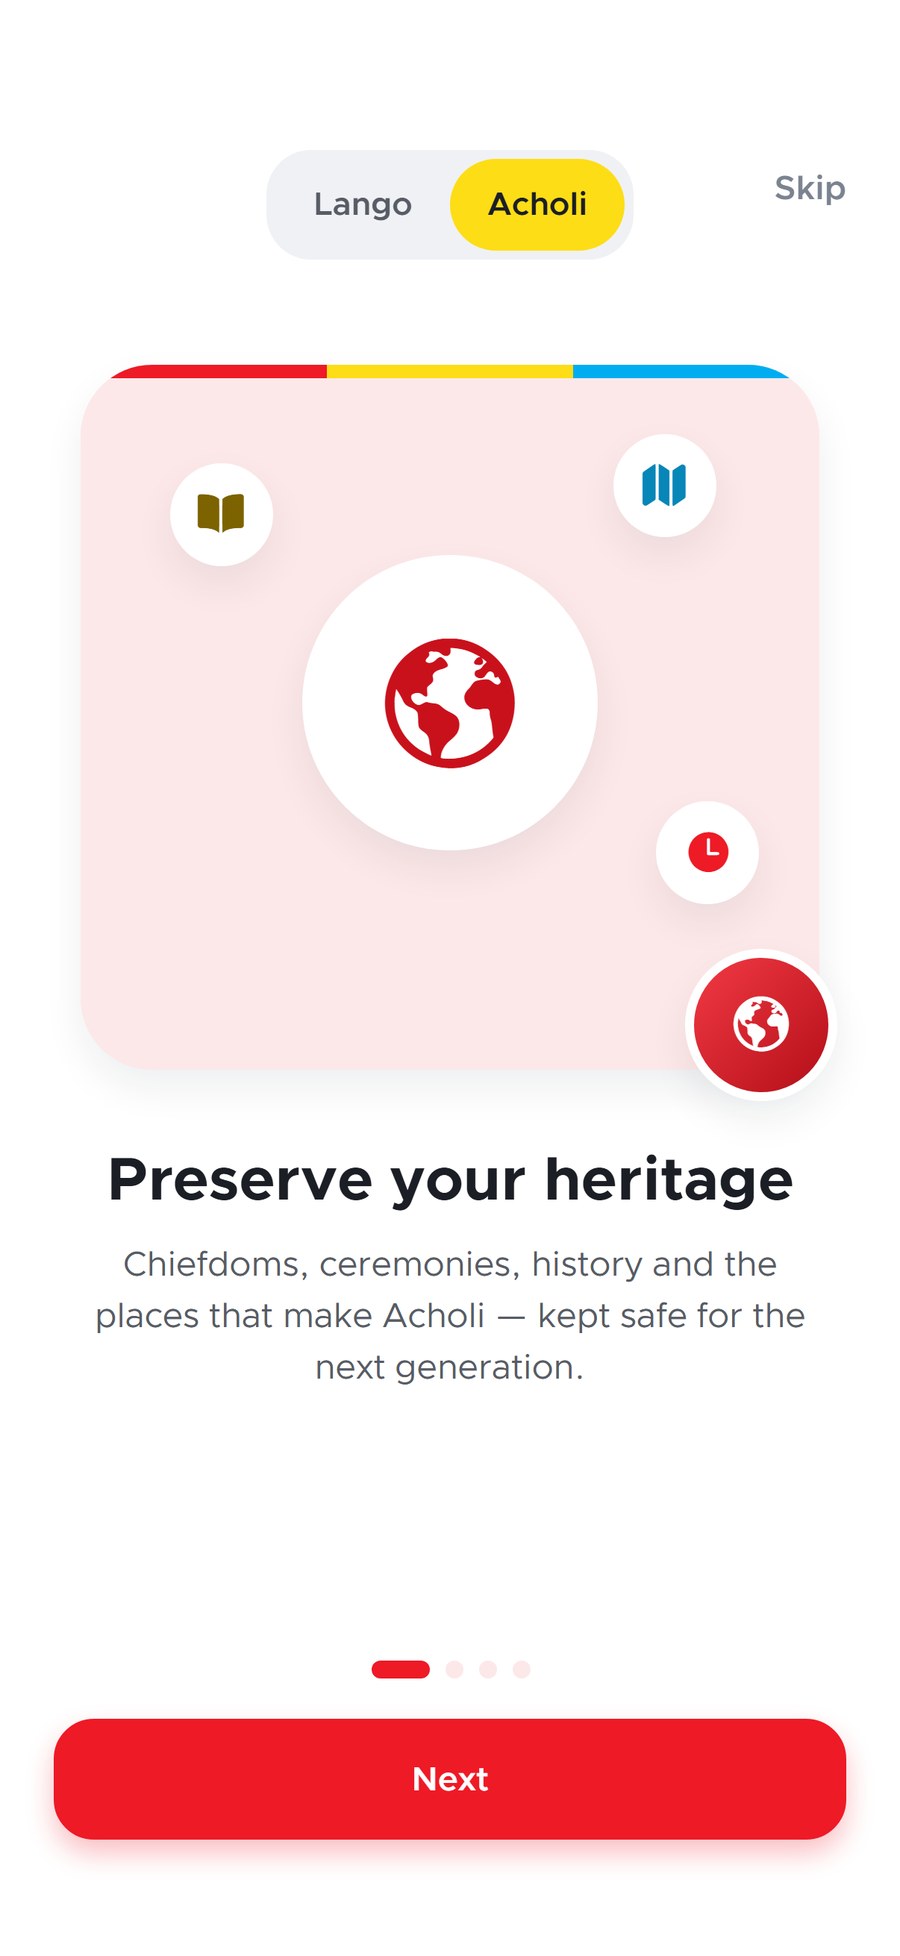 Lango
Acholi
Skip
Preserve your heritage
Chiefdoms, ceremonies, history and the
places that make Acholi — kept safe for the
next generation.
Next